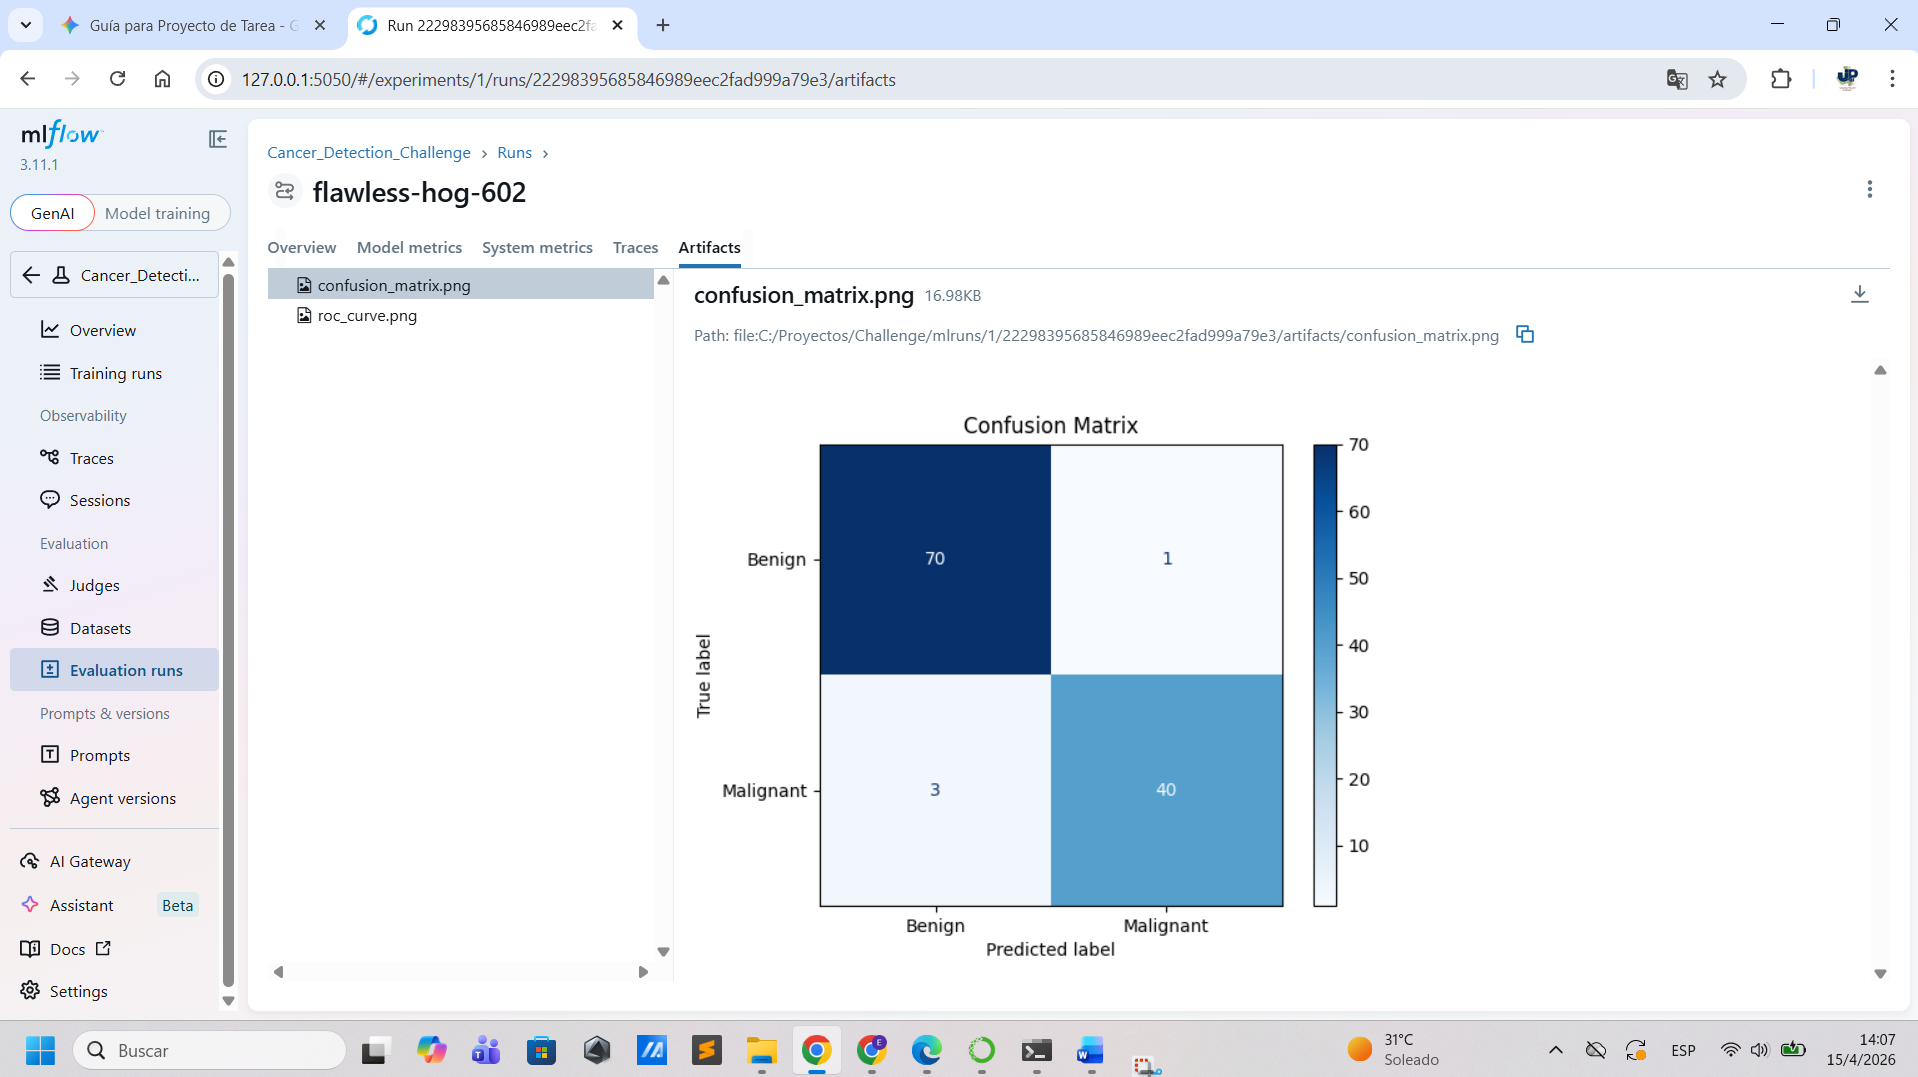 Guía para Proyecto de Tarea - G
Run 22298395685846989eec2fa
127.0.0.1:5050/#/experiments/1/runs/22298395685846989eec2fad999a79e3/artifacts
mlflow
3.11.1
GenAI
Model training
Cancer_Detecti...
Overview
Training runs
Observability
Traces
Sessions
Evaluation
Judges
Datasets
Evaluation runs
Prompts & versions
Prompts
Agent versions
AI Gateway
Assistant
Beta
Docs
Settings
Cancer_Detection_Challenge
Runs
flawless-hog-602
Overview
Model metrics
System metrics
Traces
Artifacts
confusion_matrix.png
roc_curve.png
confusion_matrix.png 16.98KB
Path: file:C:/Proyectos/Challenge/mlruns/1/22298395685846989eec2fad999a79e3/artifacts/confusion_matrix.png
Confusion Matrix
70
60
50
40
30
20
10
True label
Benign
70
1
Malignant
3
40
Benign
Malignant
Predicted label
Buscar
31°C
Soleado
ESP
14:07
15/4/2026